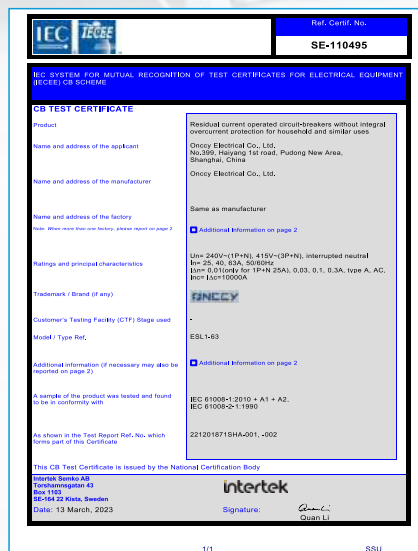 IEC IECEE
Ref. Certif. No.
SE-110495
IEC SYSTEM FOR MUTUAL RECOGNITION OF TEST CERTIFICATES FOR ELECTRICAL EQUIPMENT
(IECEE) CB SCHEME
CB TEST CERTIFICATE
Product
Residual current operated circuit-breakers without integral
overcurrent protection for household and similar uses
Name and address of the applicant
Onccy Electrical Co., Ltd.
No.399, Haiyang 1st road, Pudong New Area,
Shanghai, China
Name and address of the manufacturer
Onccy Electrical Co., Ltd.
Name and address of the factory
Same as manufacturer
Note: When more than one factory, please report on page 2
Additional Information on page 2
Ratings and principal characteristics
Un= 240V~(1P+N), 415V~(3P+N), interrupted neutral
In= 25, 40, 63A, 50/60Hz
IΔn= 0,01(only for 1P+N 25A), 0,03, 0,1, 0,3A, type A, AC,
Inc= IΔc=10000A
Trademark / Brand (if any)
ONCCY
Customer's Testing Facility (CTF) Stage used
-
Model / Type Ref.
ESL1-63
Additional information (if necessary may also be
reported on page 2)
Additional Information on page 2
A sample of the product was tested and found
to be in conformity with
IEC 61008-1:2010 + A1 + A2,
IEC 61008-2-1:1990
As shown in the Test Report Ref. No. which
forms part of this Certificate
221201871SHA-001, -002
This CB Test Certificate is issued by the National Certification Body
Intertek Semko AB
Torshamnsgatan 43
Box 1103
SE-164 22 Kista, Sweden
intertek
Date: 13 March, 2023
Signature:
Quan Li
Quan Li
1/1
SSU